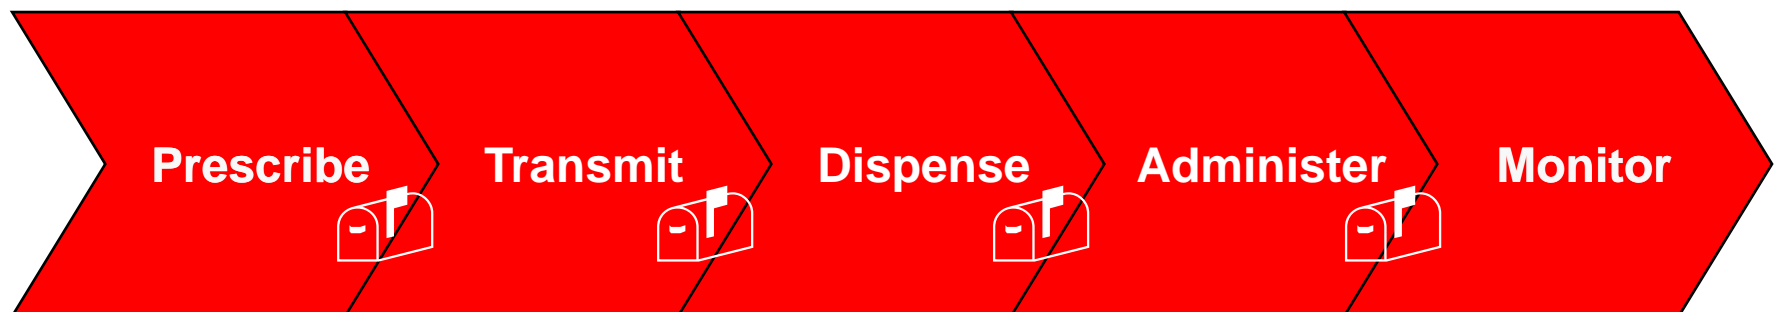 Prescribe
Transmit
Dispense
Administer
Monitor